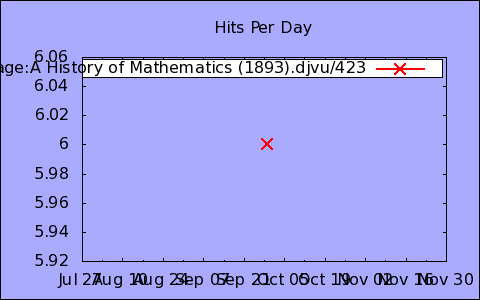 Hits Per Day
age:A History of Mathematics (1893).djvu/423
6.06
6.04
6.02
6
5.98
5.96
5.94
5.92
Jul 27 Aug 10 Aug 24 Sep 07 Sep 21 Oct 05 Oct 19 Nov 02 Nov 16 Nov 30